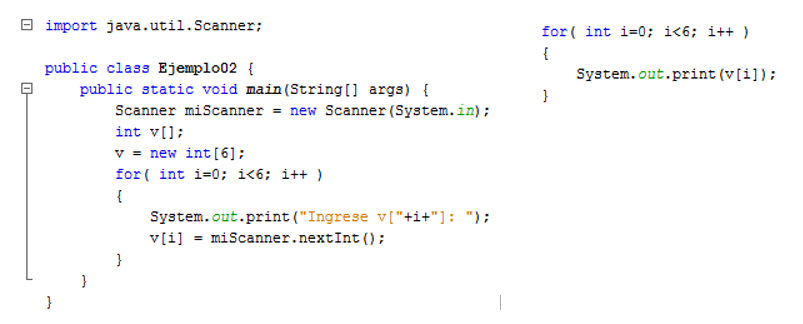 import java.util.Scanner;
public class Ejemplo02 {
public static void main(String[] args) {
Scanner miScanner = new Scanner(System.in);
int v[];
v = new int[6];
for( int i=0; i<6; i++ )
{
System.out.print("Ingrese v["+i+"]: ");
v[i] = miScanner.nextInt();
}
}
}
for( int i=0; i<6; i++ )
{
System.out.print(v[i]);
}